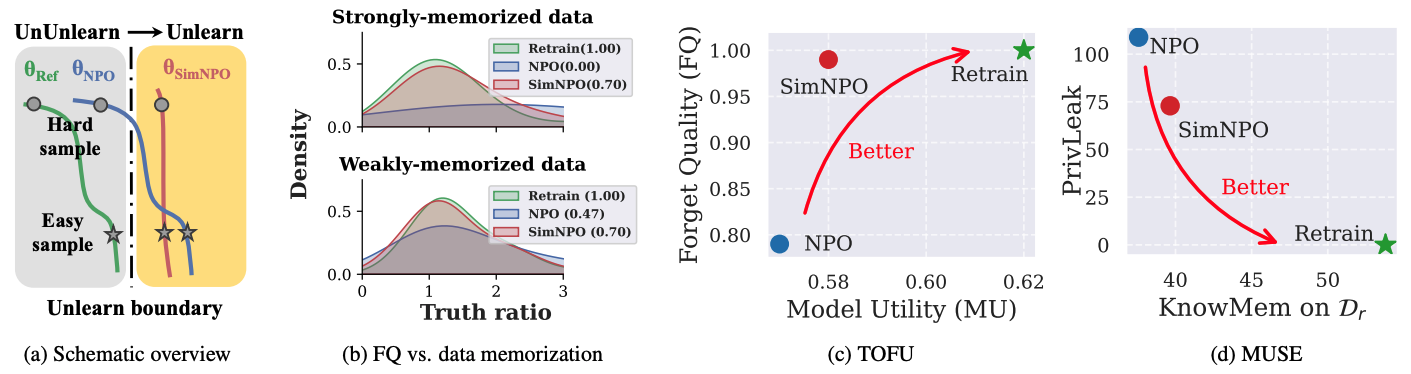 UnUnlearn → Unlearn
θRef θNPO θSimNPO
Hard
sample
Easy
sample
Unlearn boundary
(a) Schematic overview
Strongly-memorized data
Retrain(1.00)
NPO(0.00)
SimNPO(0.70)
0.5
0.0
Weakly-memorized data
Retrain (1.00)
NPO (0.47)
SimNPO (0.70)
0.5
0.0
0 1 2 3
Density
Truth ratio
(b) FQ vs. data memorization
Forget Quality (FQ)
1.00
0.95
0.90
0.85
0.80
SimNPO
Retrain
Better
NPO
0.58 0.60 0.62
Model Utility (MU)
(c) TOFU
PrivLeak
100
75
50
25
0
NPO
SimNPO
Better
Retrain
40 45 50
KnowMem on 𝒟r
(d) MUSE